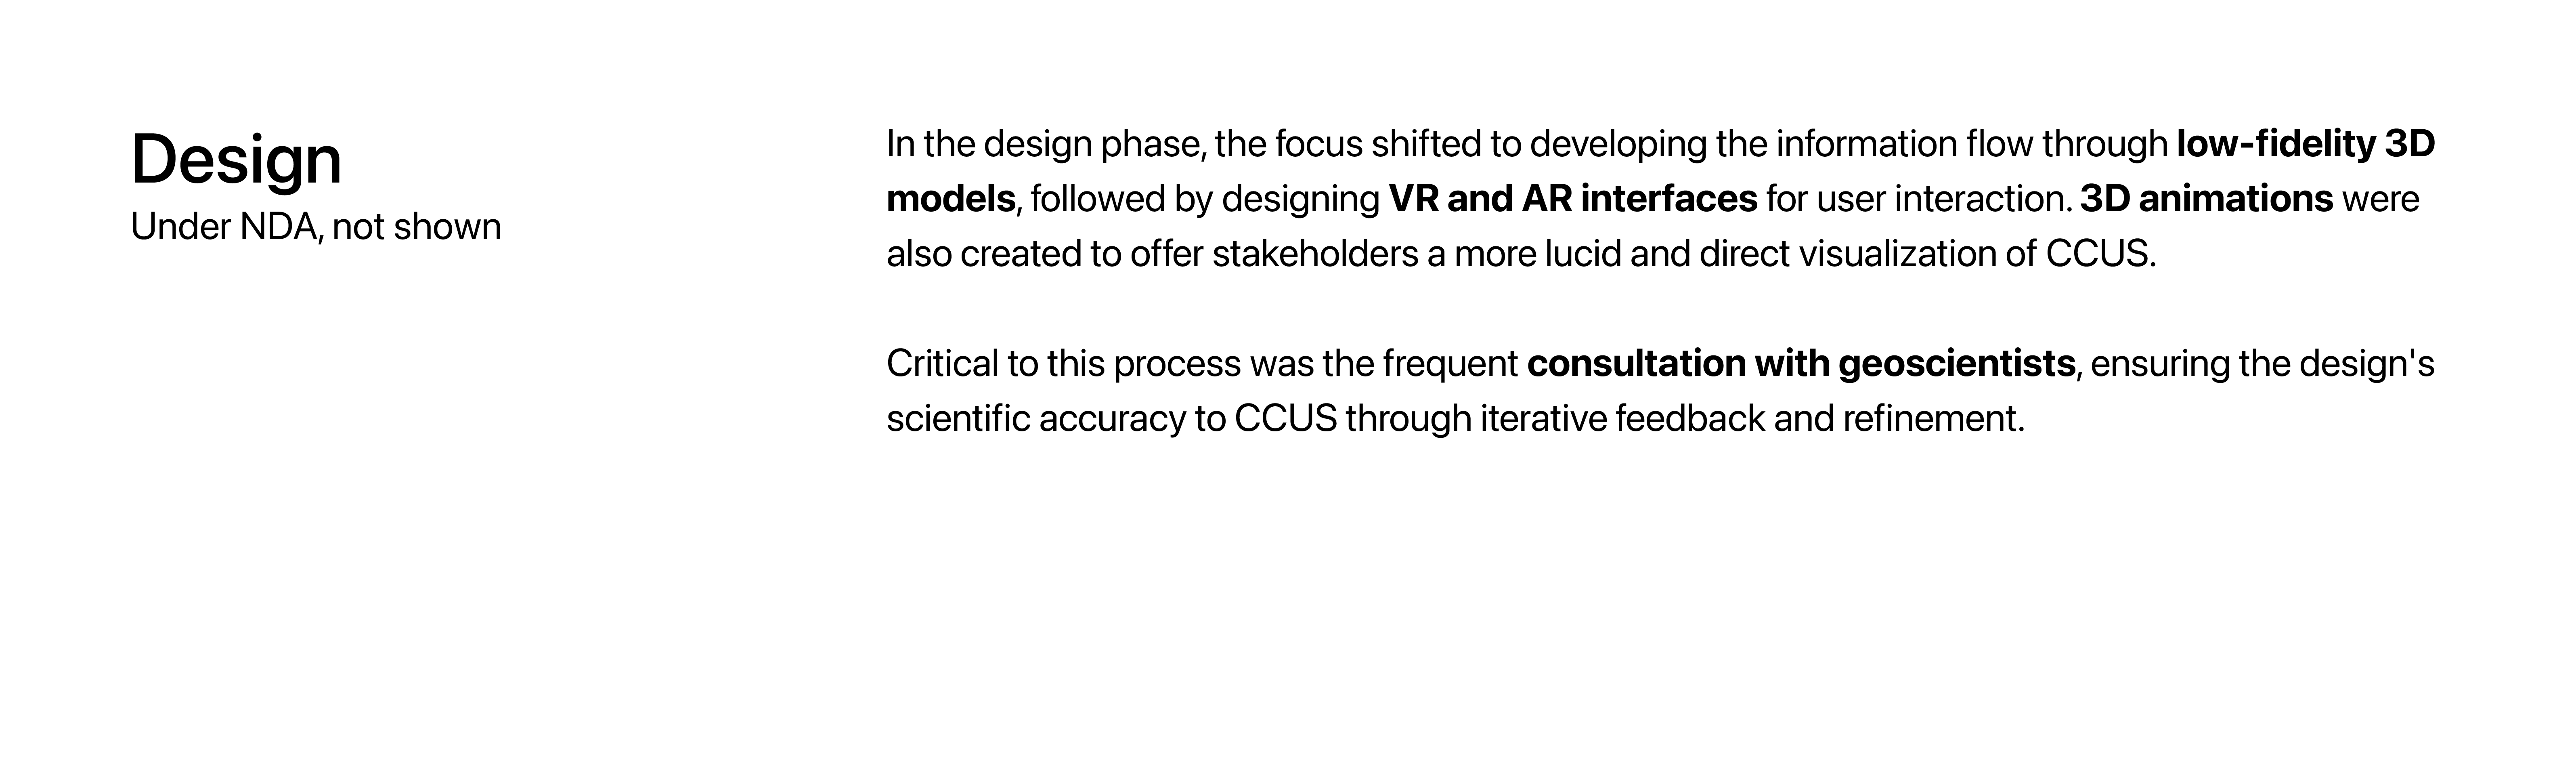 Design
Under NDA, not shown
In the design phase, the focus shifted to developing the information flow through low-fidelity 3D
models, followed by designing VR and AR interfaces for user interaction. 3D animations were
also created to offer stakeholders a more lucid and direct visualization of CCUS.
Critical to this process was the frequent consultation with geoscientists, ensuring the design's
scientific accuracy to CCUS through iterative feedback and refinement.